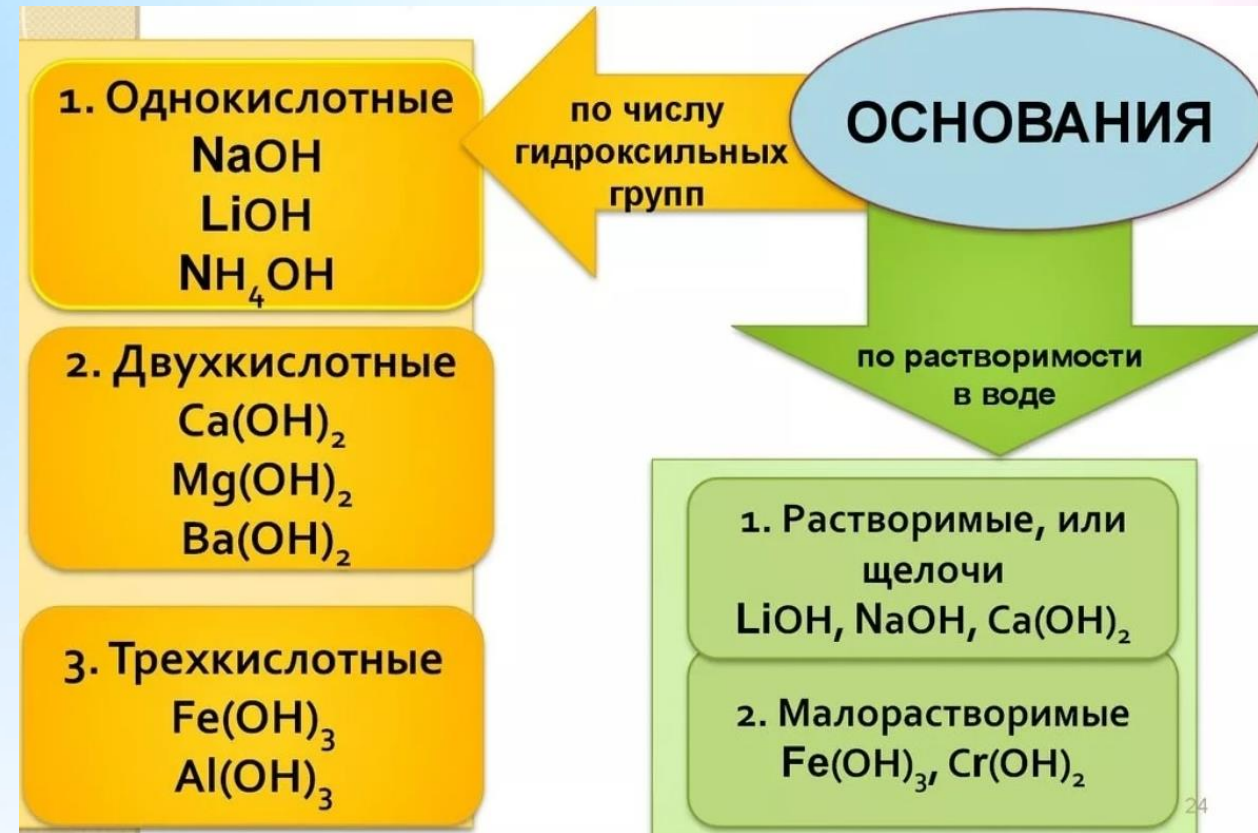 ОСНОВАНИЯ
по числу
гидроксильных
групп
1. Однокислотные
NaOH
LiOH
NH₄OH
2. Двухкислотные
Ca(OH)₂
Mg(OH)₂
Ba(OH)₂
3. Трехкислотные
Fe(OH)₃
Al(OH)₃
по растворимости
в воде
1. Растворимые, или
щелочи
LiOH, NaOH, Ca(OH)₂
2. Малорастворимые
Fe(OH)₃, Cr(OH)₂
24